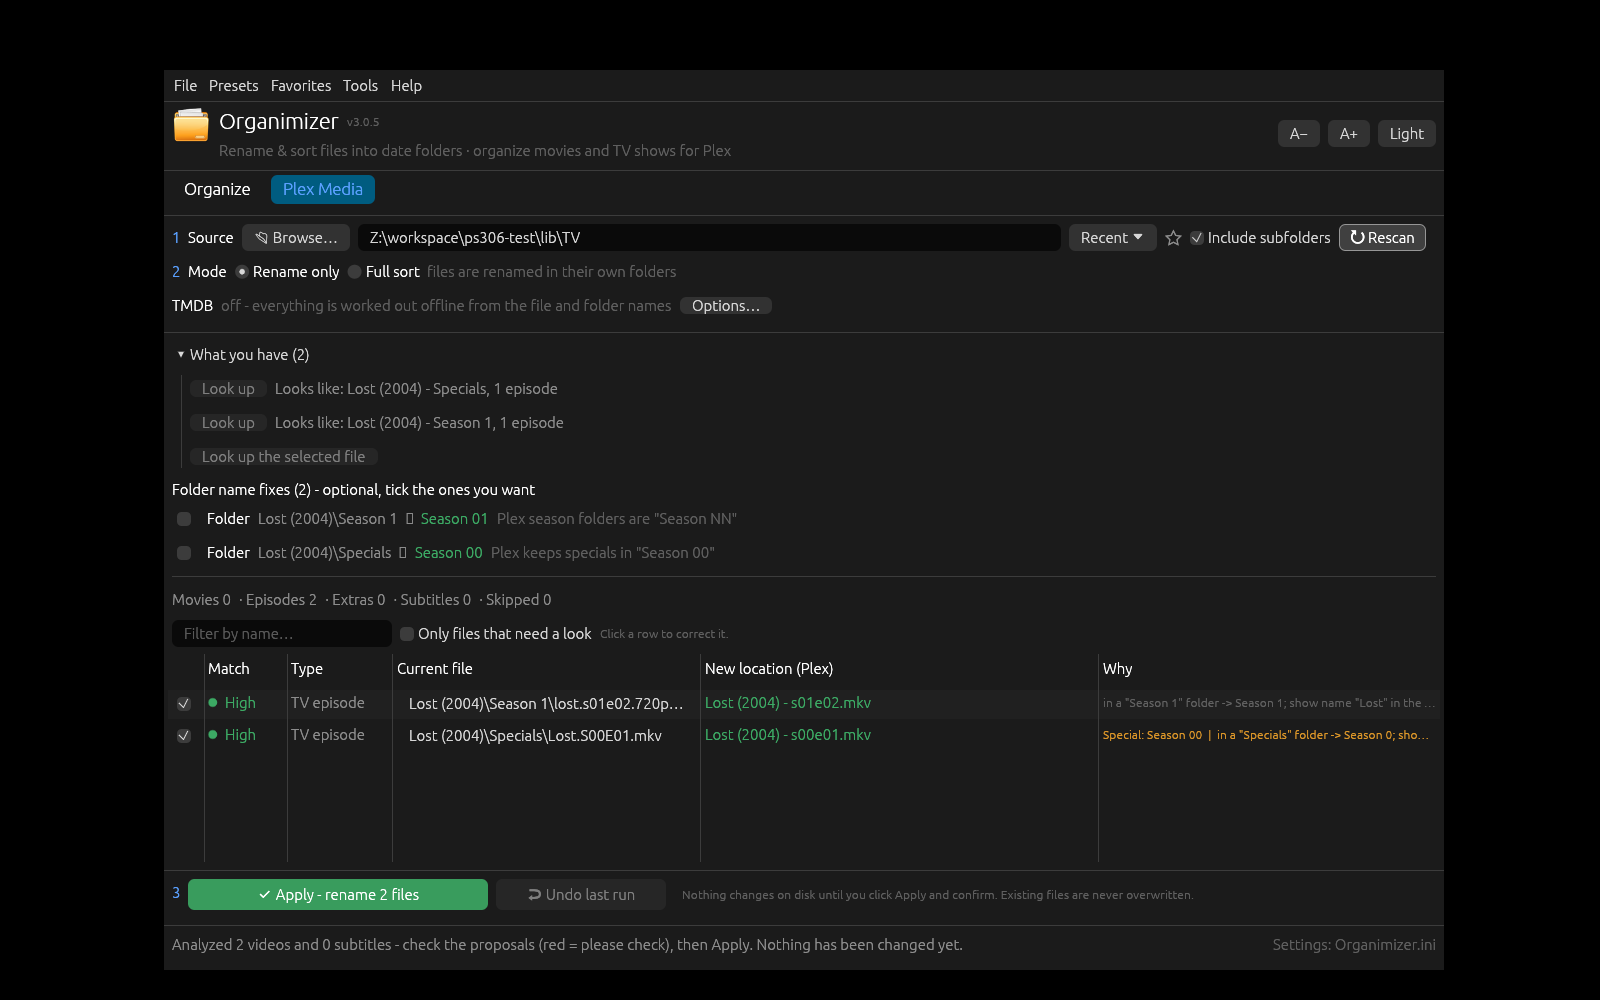 File Presets Favorites Tools Help
Organimizer v3.0.5
Rename & sort files into date folders · organize movies and TV shows for Plex
A− A+ Light
Organize Plex Media
1 Source Browse... Z:\workspace\ps306-test\lib\TV Recent Include subfolders Rescan
2 Mode Rename only Full sort files are renamed in their own folders
TMDB off - everything is worked out offline from the file and folder names Options...
What you have (2)
Look up Looks like: Lost (2004) - Specials, 1 episode
Look up Looks like: Lost (2004) - Season 1, 1 episode
Look up the selected file
Folder name fixes (2) - optional, tick the ones you want
Folder Lost (2004)\Season 1 Season 01 Plex season folders are "Season NN"
Folder Lost (2004)\Specials Season 00 Plex keeps specials in "Season 00"
Movies 0 · Episodes 2 · Extras 0 · Subtitles 0 · Skipped 0
Filter by name... Only files that need a look Click a row to correct it.
Match Type Current file New location (Plex) Why
High TV episode Lost (2004)\Season 1\lost.s01e02.720p... Lost (2004) - s01e02.mkv in a "Season 1" folder -> Season 1; show name "Lost" in the ...
High TV episode Lost (2004)\Specials\Lost.S00E01.mkv Lost (2004) - s00e01.mkv Special: Season 00 | in a "Specials" folder -> Season 0; sho...
3 Apply - rename 2 files Undo last run Nothing changes on disk until you click Apply and confirm. Existing files are never overwritten.
Analyzed 2 videos and 0 subtitles - check the proposals (red = please check), then Apply. Nothing has been changed yet. Settings: Organimizer.ini